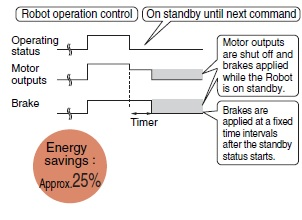 Robot operation control
On standby until next command
Operating
status
Motor
outputs
Brake
Timer
Motor outputs
are shut off and
brakes applied
while the Robot
is on standby.
Brakes are
applied at a fixed
time intervals
after the standby
status starts.
Energy
savings :
Approx.25%